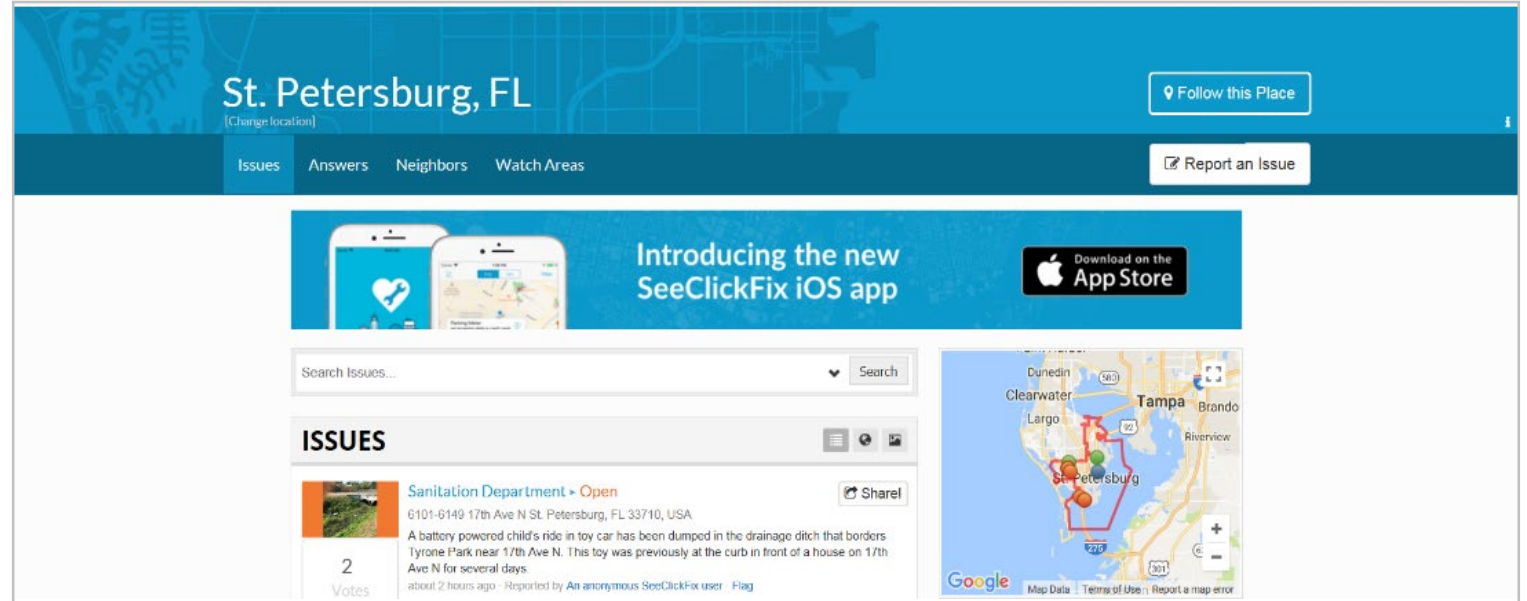 St. Petersburg, FL
[Change location]
Follow this Place
Issues Answers Neighbors Watch Areas
Report an Issue
Introducing the new
SeeClickFix iOS app
Download on the
App Store
Search Issues...
Search
ISSUES
Sanitation Department ▸ Open
Share!
6101-6149 17th Ave N St. Petersburg, FL 33710, USA
A battery powered child's ride in toy car has been dumped in the drainage ditch that borders
Tyrone Park near 17th Ave N. This toy was previously at the curb in front of a house on 17th
Ave N for several days.
about 2 hours ago · Reported by An anonymous SeeClickFix user · Flag
2
Votes
Dunedin
580
Clearwater
Tampa
Brando
Largo
92
Riverview
St. Petersburg
275
301
+
−
Google
Map Data
Terms of Use
Report a map error